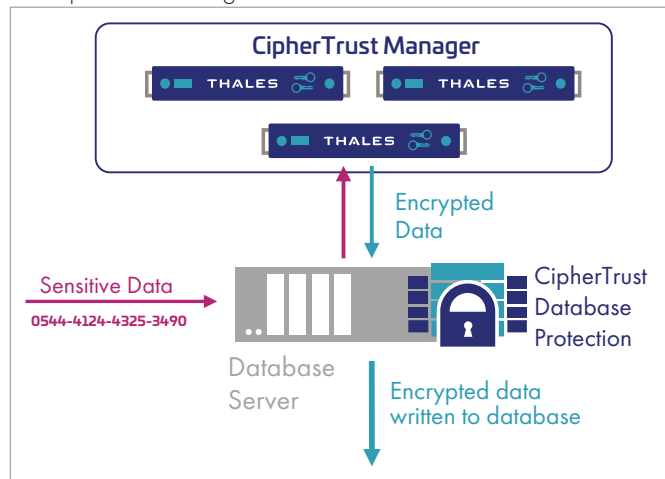 CipherTrust Manager
THALES
THALES
THALES
Encrypted
Data
Sensitive Data
0544-4124-4325-3490
CipherTrust
Database
Protection
Database
Server
Encrypted data
written to database